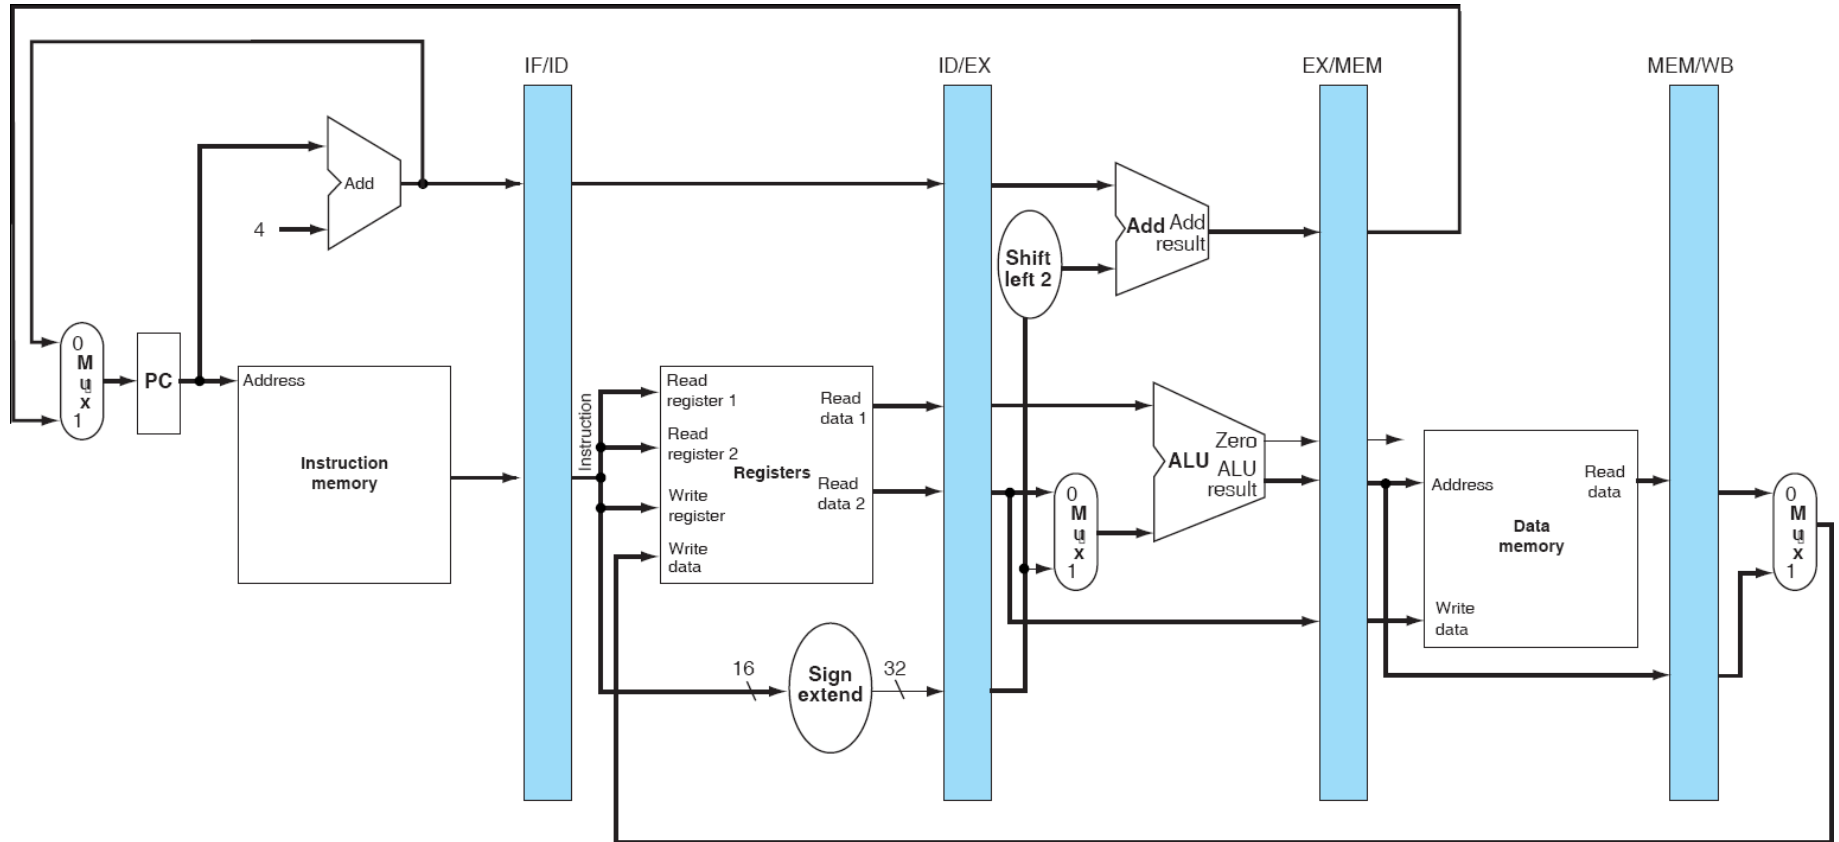 IF/ID
ID/EX
EX/MEM
MEM/WB
Add
4
Add Add
result
Shift
left 2
0
M
u
x
1
PC
Address
Instruction
memory
Instruction
Read
register 1
Read
register 2
Write
register
Write
data
Registers
Read
data 1
Read
data 2
16
Sign
extend
32
0
M
u
x
1
Zero
ALU
ALU
result
Address
Read
data
Data
memory
Write
data
0
M
u
x
1